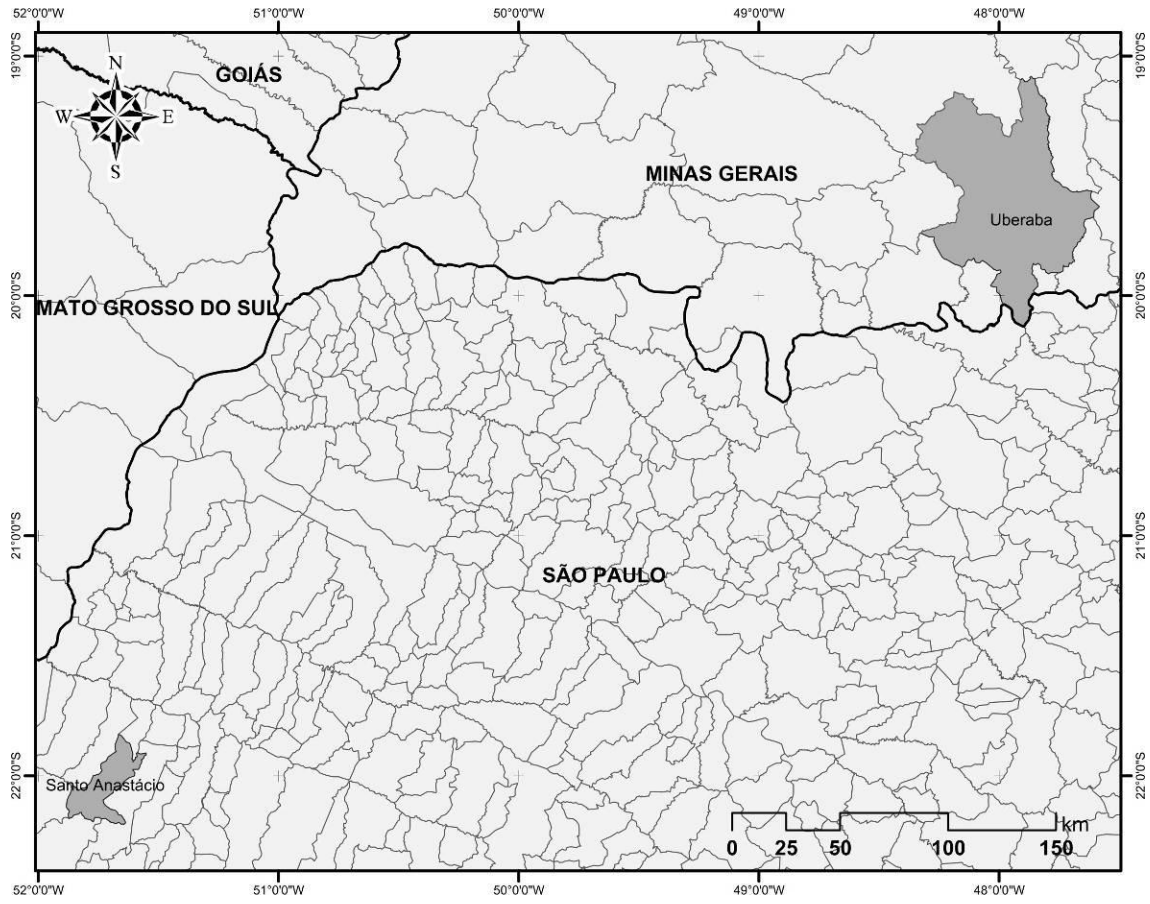 52°0'0"W 51°0'0"W 50°0'0"W 49°0'0"W 48°0'0"W
19°0'0"S 19°0'0"S
N
GOIÁS
W E
S
MINAS GERAIS
Uberaba
20°0'0"S 20°0'0"S
MATO GROSSO DO SUL
21°0'0"S 21°0'0"S
SÃO PAULO
22°0'0"S 22°0'0"S
Santo Anastácio
km
0 25 50 100 150
52°0'0"W 51°0'0"W 50°0'0"W 49°0'0"W 48°0'0"W